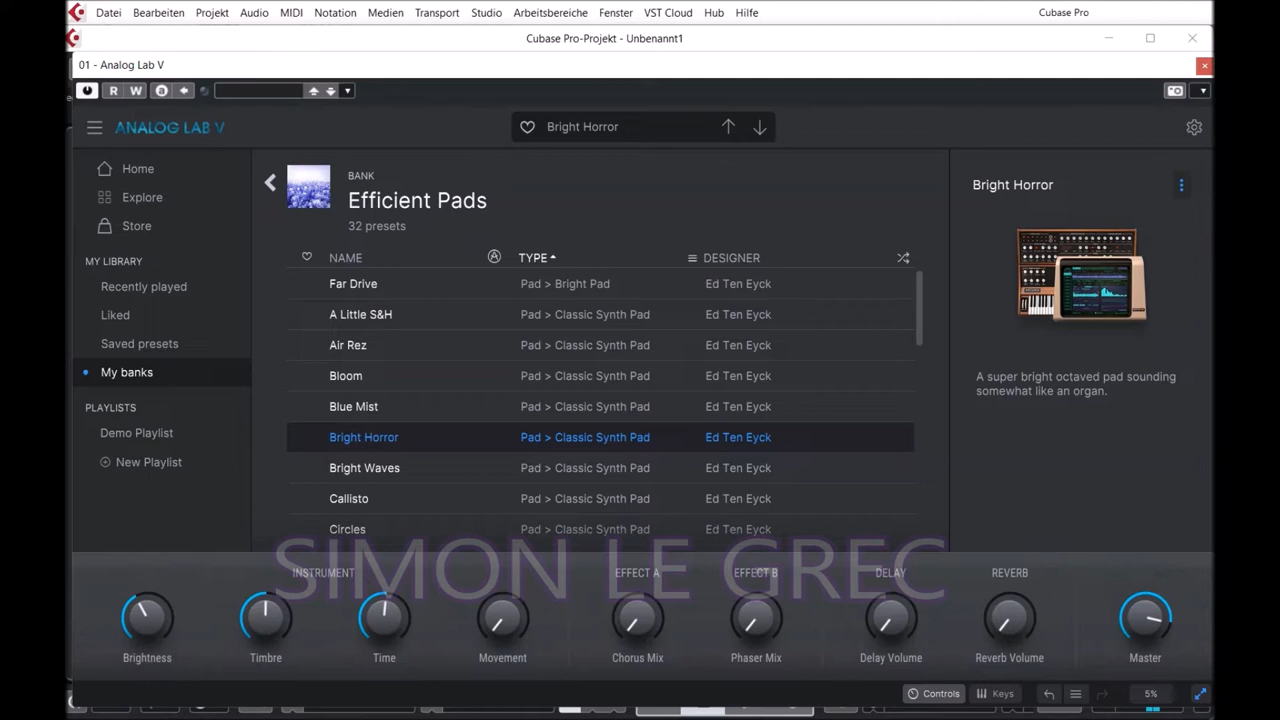 Datei Bearbeiten Projekt Audio MIDI Notation Medien Transport Studio Arbeitsbereiche Fenster VST Cloud Hub Hilfe Cubase Pro
Cubase Pro-Projekt - Unbenannt1
01 - Analog Lab V
R W a
ANALOG LAB V
Bright Horror
Home
Explore
Store
MY LIBRARY
Recently played
Liked
Saved presets
My banks
PLAYLISTS
Demo Playlist
New Playlist
BANK
Efficient Pads
32 presets
NAME TYPE DESIGNER
Far Drive Pad > Bright Pad Ed Ten Eyck
A Little S&H Pad > Classic Synth Pad Ed Ten Eyck
Air Rez Pad > Classic Synth Pad Ed Ten Eyck
Bloom Pad > Classic Synth Pad Ed Ten Eyck
Blue Mist Pad > Classic Synth Pad Ed Ten Eyck
Bright Horror Pad > Classic Synth Pad Ed Ten Eyck
Bright Waves Pad > Classic Synth Pad Ed Ten Eyck
Callisto Pad > Classic Synth Pad Ed Ten Eyck
Circles Pad > Classic Synth Pad Ed Ten Eyck
Bright Horror
A super bright octaved pad sounding
somewhat like an organ.
SIMON LE GREC
INSTRUMENT EFFECT A EFFECT B DELAY REVERB
Brightness Timbre Time Movement Chorus Mix Phaser Mix Delay Volume Reverb Volume Master
Controls Keys 5%